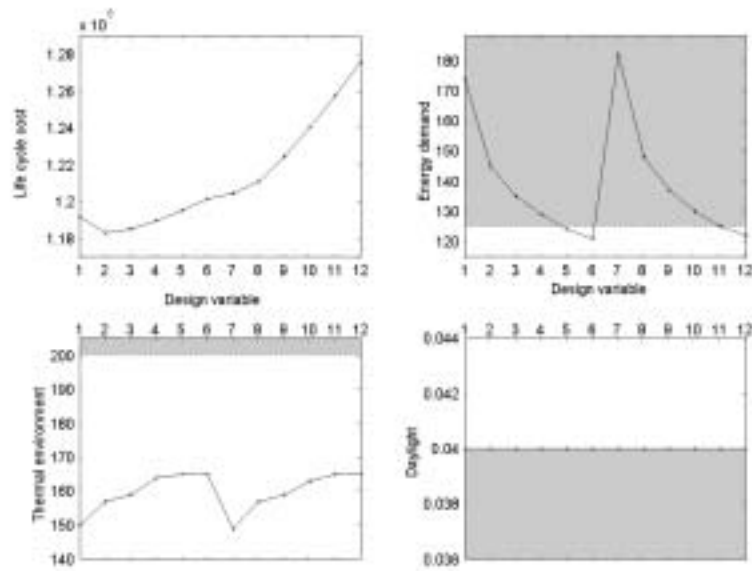 x 10
Life cycle cost
1.28
1.26
1.24
1.22
1.2
1.18
1 2 3 4 5 6 7 8 9 10 11 12
Design variable
Energy demand
180
170
160
150
140
130
120
1 2 3 4 5 6 7 8 9 10 11 12
Design variable
Thermal environment
1 2 3 4 5 6 7 8 9 10 11 12
200
190
180
170
160
150
140
Daylight
1 2 3 4 5 6 7 8 9 10 11 12
0.044
0.042
0.04
0.038
0.036